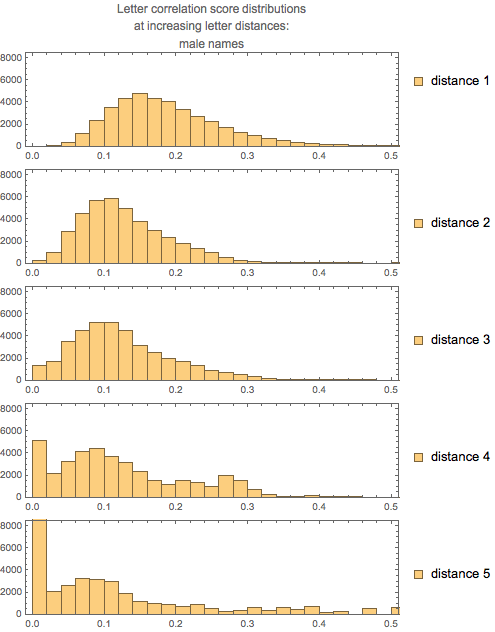 Letter correlation score distributions
at increasing letter distances:
male names
8000
6000
4000
2000
0
0.0 0.1 0.2 0.3 0.4 0.5
distance 1
8000
6000
4000
2000
0
0.0 0.1 0.2 0.3 0.4 0.5
distance 2
8000
6000
4000
2000
0
0.0 0.1 0.2 0.3 0.4 0.5
distance 3
8000
6000
4000
2000
0
0.0 0.1 0.2 0.3 0.4 0.5
distance 4
8000
6000
4000
2000
0
0.0 0.1 0.2 0.3 0.4 0.5
distance 5